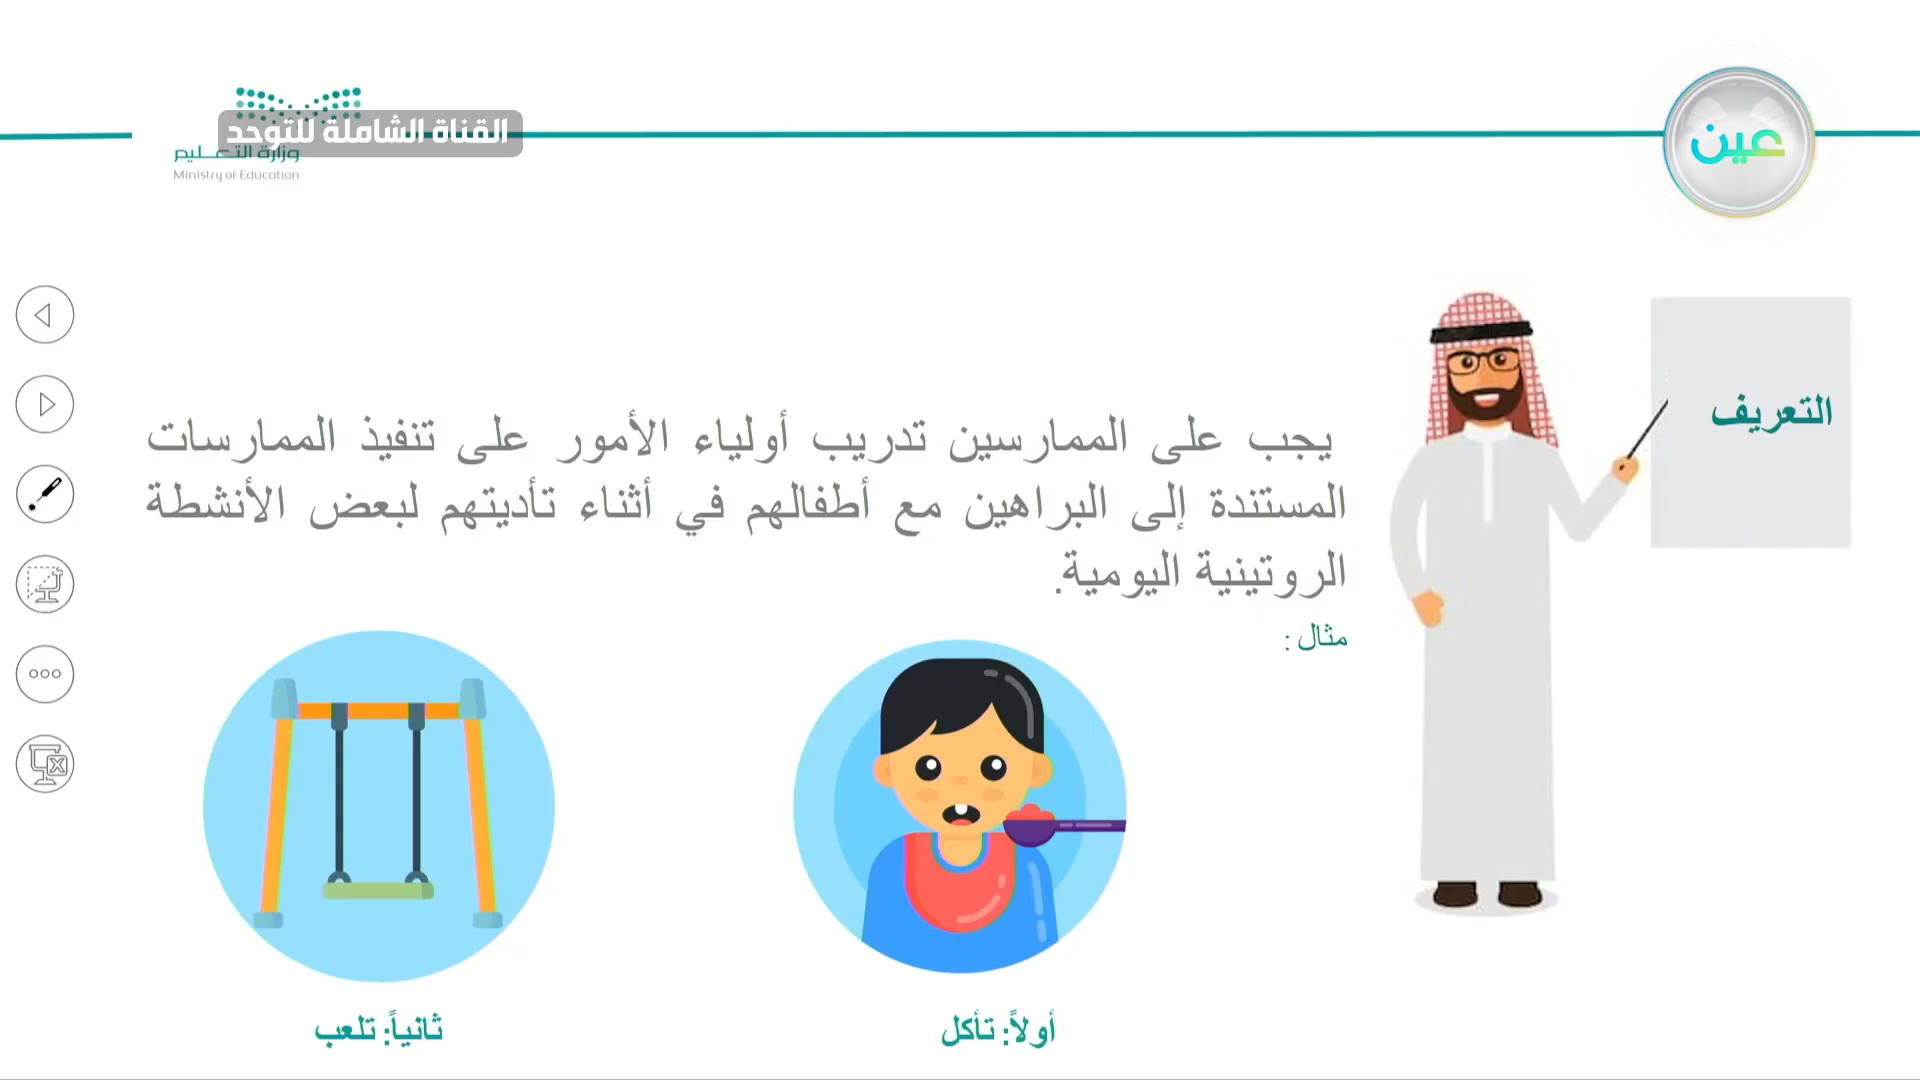 القناة الشاملة للتوحد
وزارة التعليم
Ministry of Education
عين
التعريف
يجب على الممارسين تدريب أولياء الأمور على تنفيذ الممارسات
المستندة إلى البراهين مع أطفالهم في أثناء تأديتهم لبعض الأنشطة
الروتينية اليومية.
مثال :
أولاً: تأكل
ثانياً: تلعب